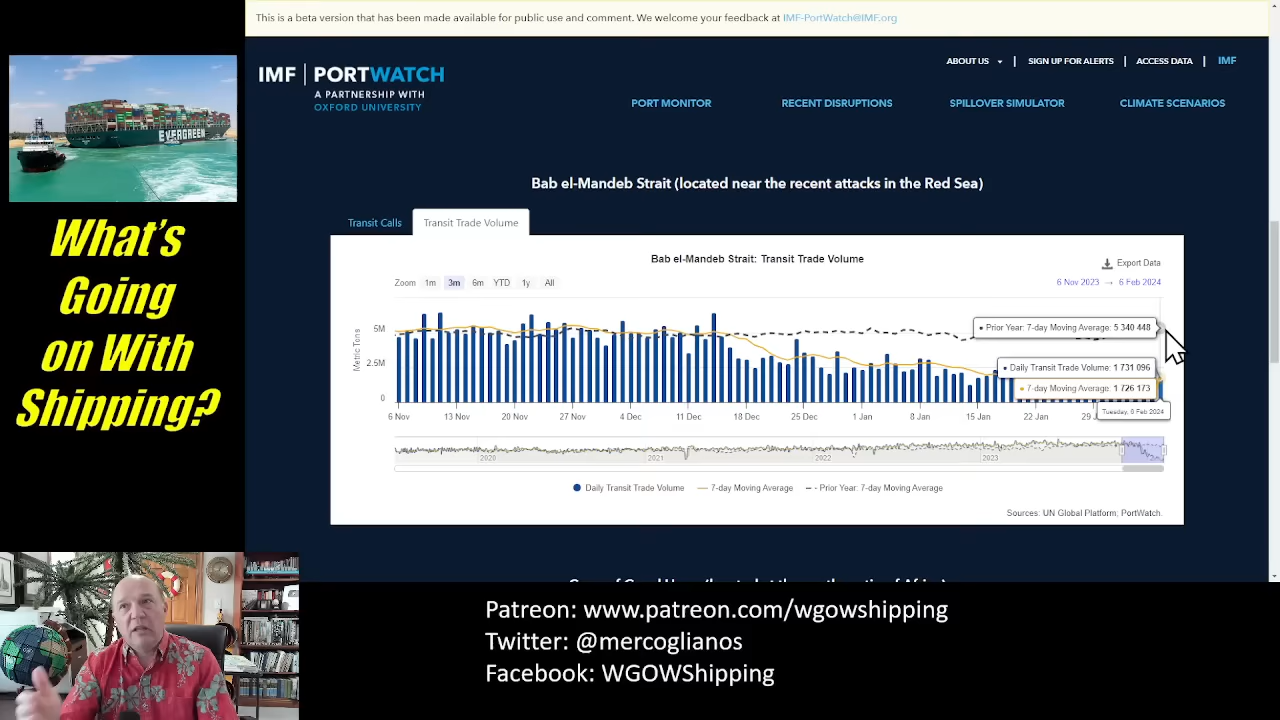 This is a beta version that has been made available for public use and comment. We welcome your feedback at IMF-PortWatch@IMF.org
IMF | PORTWATCH
A PARTNERSHIP WITH
OXFORD UNIVERSITY
ABOUT US | SIGN UP FOR ALERTS | ACCESS DATA | IMF
PORT MONITOR RECENT DISRUPTIONS SPILLOVER SIMULATOR CLIMATE SCENARIOS
EVERGREEN
What's
Going
on With
Shipping?
Bab el-Mandeb Strait (located near the recent attacks in the Red Sea)
Transit Calls Transit Trade Volume
Bab el-Mandeb Strait: Transit Trade Volume
Export Data
Zoom 1m 3m 6m YTD 1y All
6 Nov 2023 → 6 Feb 2024
Metric Tons
5M
2.5M
0
Prior Year: 7-day Moving Average: 5 340 448
Daily Transit Trade Volume: 1 731 096
7-day Moving Average: 1 726 173
Tuesday, 6 Feb 2024
6 Nov 13 Nov 20 Nov 27 Nov 4 Dec 11 Dec 18 Dec 25 Dec 1 Jan 8 Jan 15 Jan 22 Jan 29
2020 2021 2022 2023
Daily Transit Trade Volume 7-day Moving Average Prior Year: 7-day Moving Average
Sources: UN Global Platform; PortWatch.
Patreon: www.patreon.com/wgowshipping
Twitter: @mercoglianos
Facebook: WGOWShipping